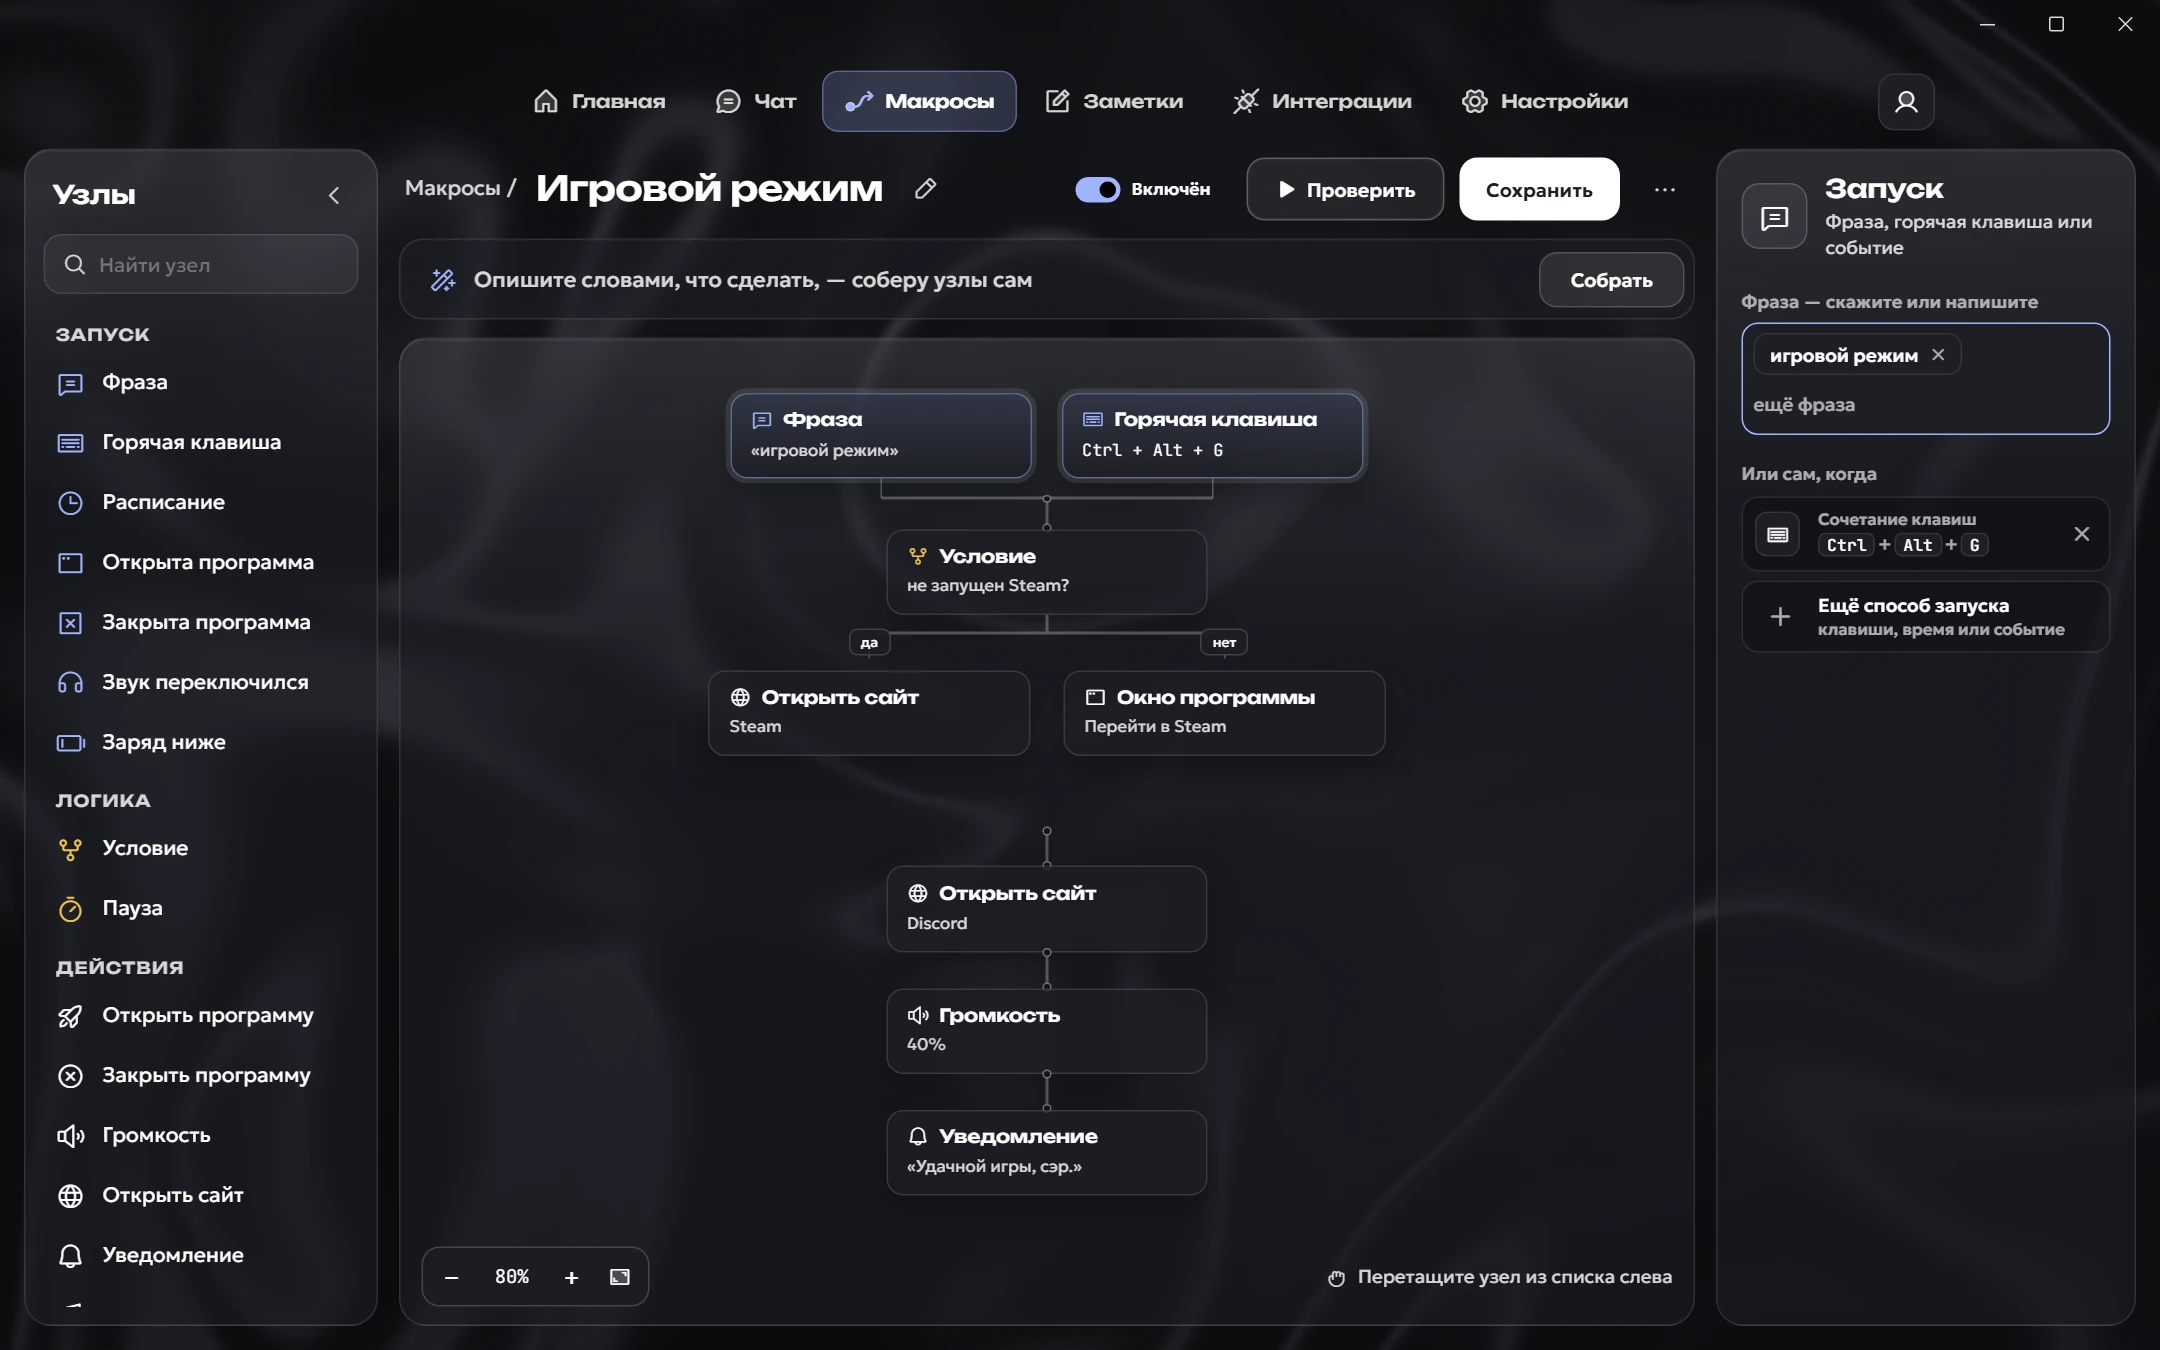 Главная
Чат
Макросы
Заметки
Интеграции
Настройки
Узлы
Найти узел
ЗАПУСК
Фраза
Горячая клавиша
Расписание
Открыта программа
Закрыта программа
Звук переключился
Заряд ниже
ЛОГИКА
Условие
Пауза
ДЕЙСТВИЯ
Открыть программу
Закрыть программу
Громкость
Открыть сайт
Уведомление
Макросы / Игровой режим
Включён
Проверить
Сохранить
Опишите словами, что сделать, — соберу узлы сам
Собрать
Фраза
«игровой режим»
Горячая клавиша
Ctrl + Alt + G
Условие
не запущен Steam?
да
нет
Открыть сайт
Steam
Окно программы
Перейти в Steam
Открыть сайт
Discord
Громкость
40%
Уведомление
«Удачной игры, сэр.»
80%
Перетащите узел из списка слева
Запуск
Фраза, горячая клавиша или
событие
Фраза — скажите или напишите
игровой режим
ещё фраза
Или сам, когда
Сочетание клавиш
Ctrl + Alt + G
Ещё способ запуска
клавиши, время или событие